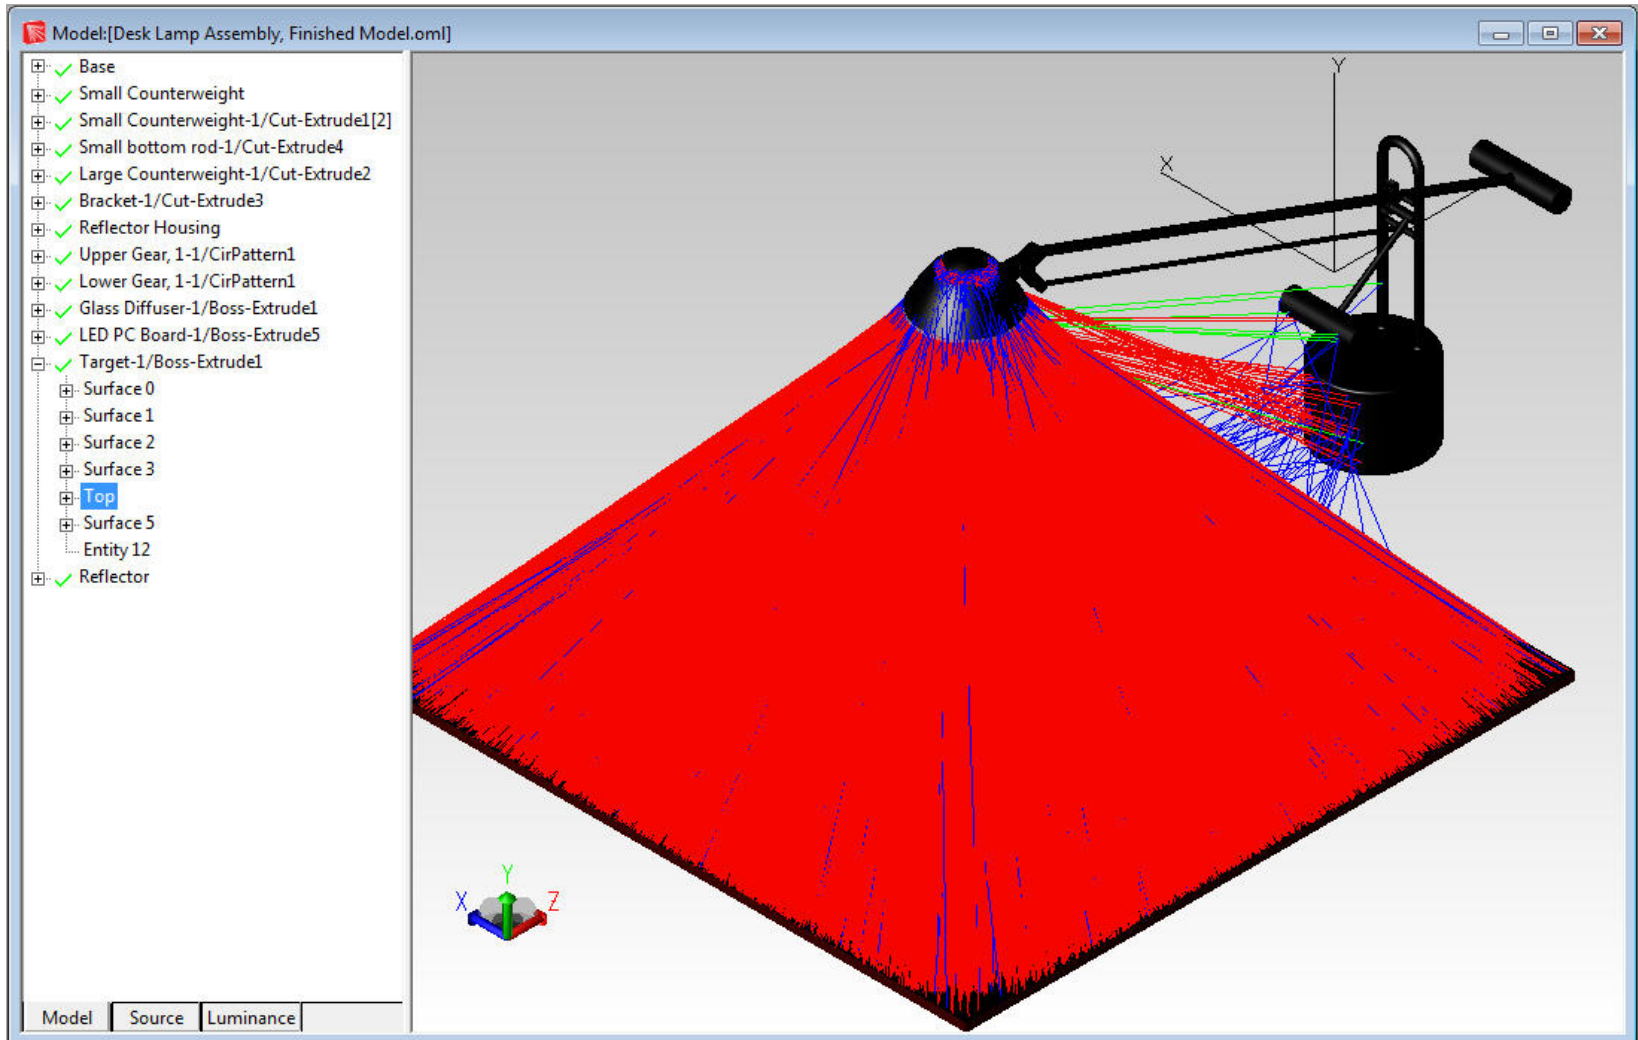 Model:[Desk Lamp Assembly, Finished Model.oml]
Base
Small Counterweight
Small Counterweight-1/Cut-Extrude1[2]
Small bottom rod-1/Cut-Extrude4
Large Counterweight-1/Cut-Extrude2
Bracket-1/Cut-Extrude3
Reflector Housing
Upper Gear, 1-1/CirPattern1
Lower Gear, 1-1/CirPattern1
Glass Diffuser-1/Boss-Extrude1
LED PC Board-1/Boss-Extrude5
Target-1/Boss-Extrude1
Surface 0
Surface 1
Surface 2
Surface 3
Top
Surface 5
Entity 12
Reflector
Model Source Luminance
Y
X
Y
X Z